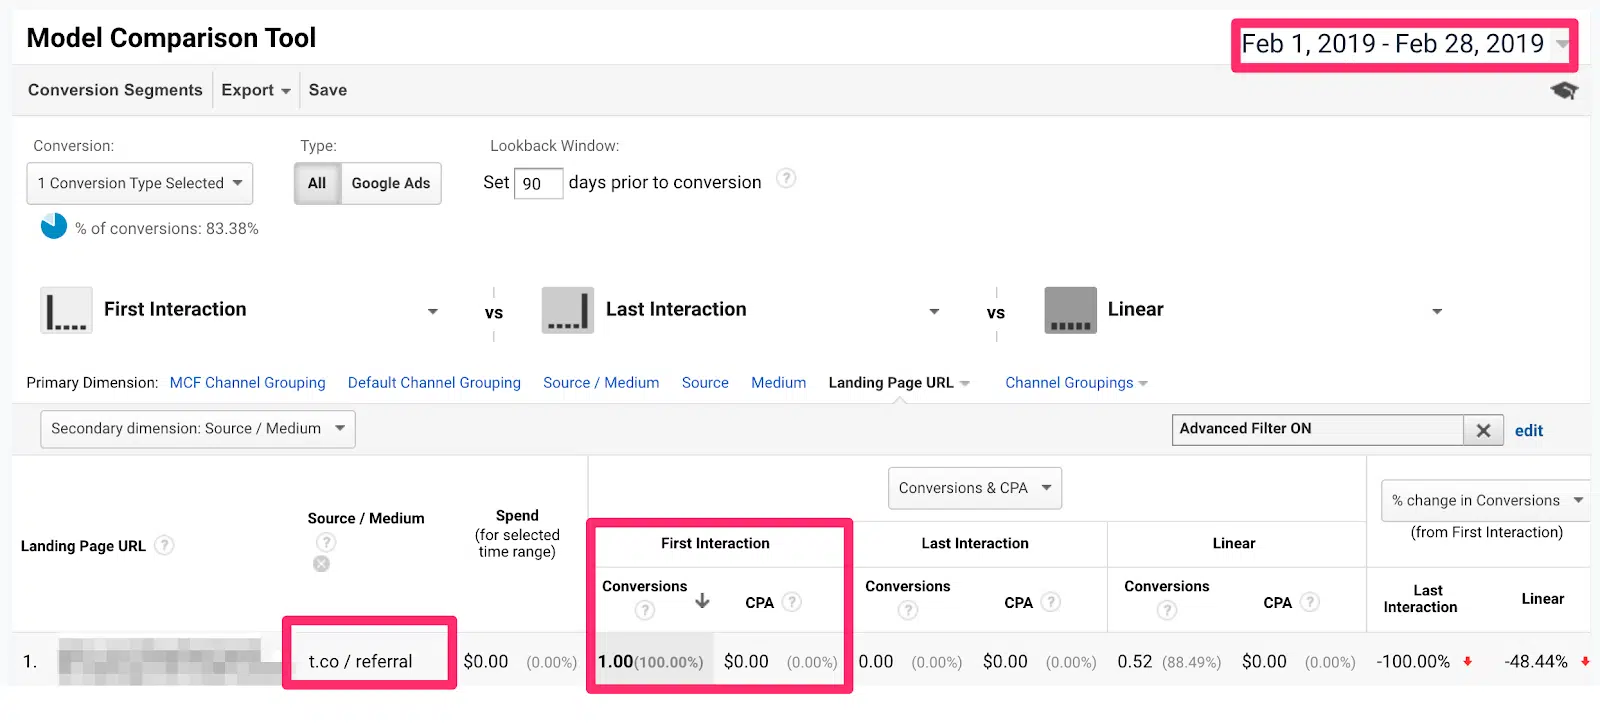 Model Comparison Tool
Feb 1, 2019 - Feb 28, 2019
Conversion Segments Export Save
Conversion: Type: Lookback Window:
1 Conversion Type Selected All Google Ads Set 90 days prior to conversion ?
% of conversions: 83.38%
First Interaction vs Last Interaction vs Linear
Primary Dimension: MCF Channel Grouping Default Channel Grouping Source / Medium Source Medium Landing Page URL Channel Groupings
Secondary dimension: Source / Medium Advanced Filter ON edit
Conversions & CPA
% change in Conversions
(from First Interaction)
Landing Page URL ?
Source / Medium
?
Spend
(for selected
time range)
First Interaction Last Interaction Linear
Conversions
?
CPA ?
Conversions
?
CPA ?
Conversions
?
CPA ?
Last
Interaction
Linear
1. t.co / referral $0.00 (0.00%) 1.00(100.00%) $0.00 (0.00%) 0.00 (0.00%) $0.00 (0.00%) 0.52 (88.49%) $0.00 (0.00%) -100.00% -48.44%